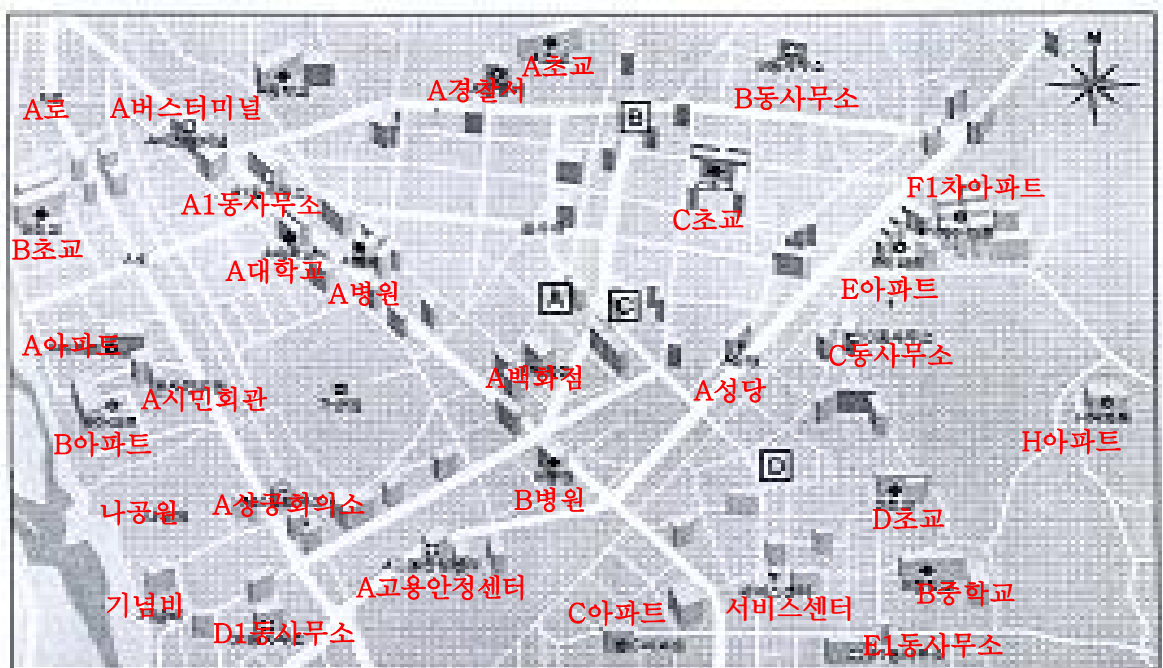 A초교
A경찰서
A로
A버스터미널
B동사무소
B
F1차아파트
A1동사무소
C초교
B초교
A대학교
A병원
E아파트
A
C
A아파트
C동사무소
A백화점
A성당
A시민회관
B아파트
H아파트
D
B병원
나공원
A상공회의소
D초교
A고용안정센터
B중학교
기념비
C아파트
서비스센터
D1동사무소
E1동사무소